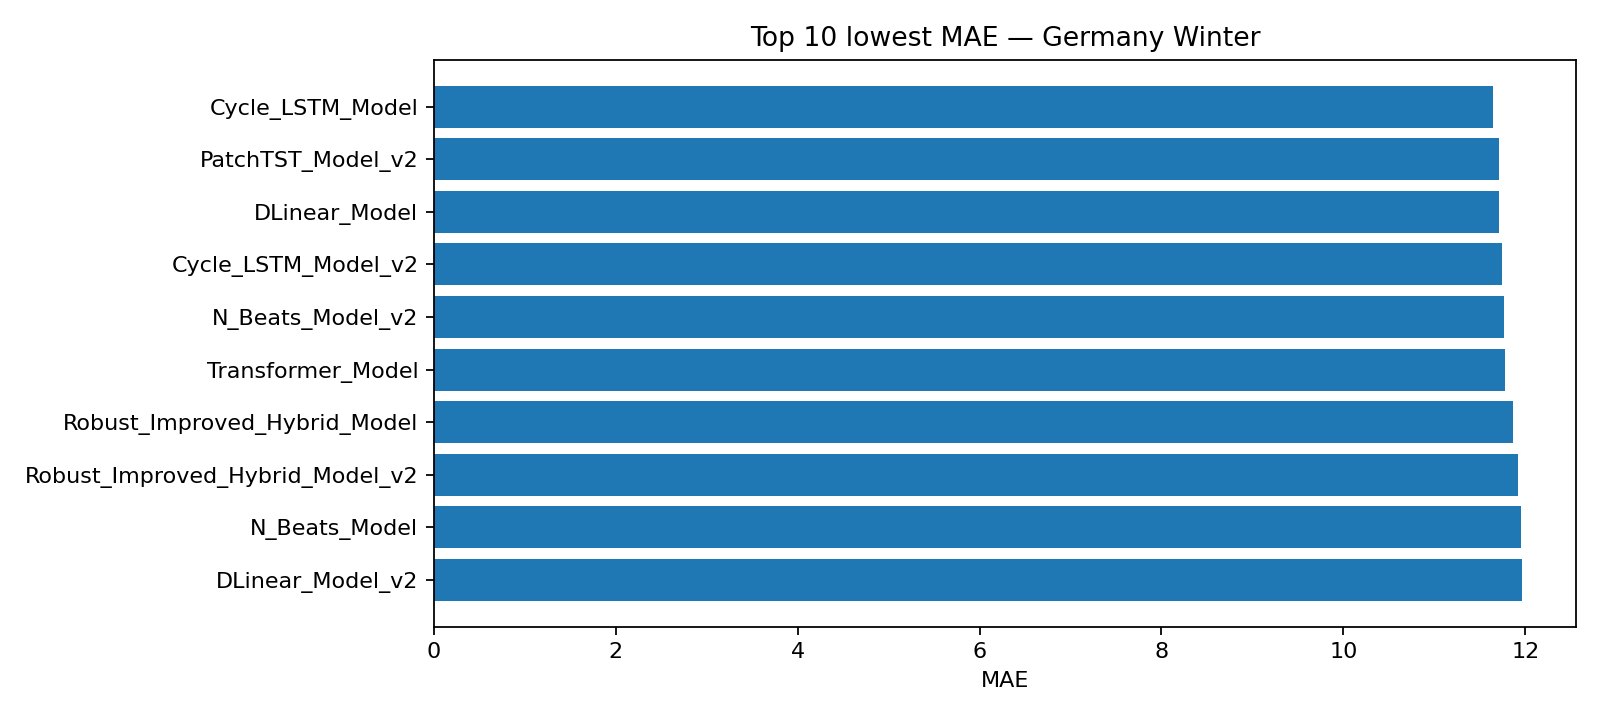 Top 10 lowest MAE — Germany Winter
Cycle_LSTM_Model
PatchTST_Model_v2
DLinear_Model
Cycle_LSTM_Model_v2
N_Beats_Model_v2
Transformer_Model
Robust_Improved_Hybrid_Model
Robust_Improved_Hybrid_Model_v2
N_Beats_Model
DLinear_Model_v2
0 2 4 6 8 10 12
MAE